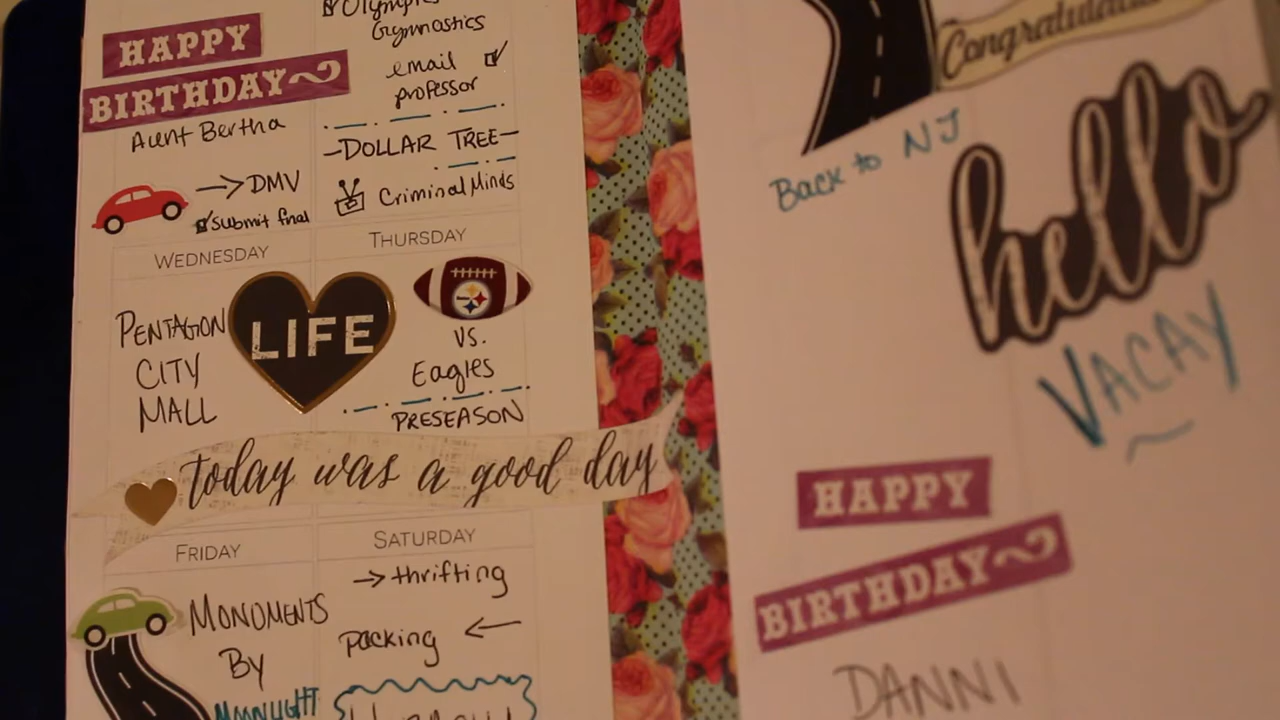 HAPPY
BIRTHDAY
Aunt Bertha
→ DMV
Submit final
Olympic
Gymnastics
email
professor
-DOLLAR TREE-
Criminal Minds
WEDNESDAY
PENTAGON
CITY
MALL
LIFE
THURSDAY
VS.
Eagles
PRESEASON
today was a good day
FRIDAY
MONUMENTS
BY
MOONLIGHT
SATURDAY
→ thrifting
packing ←
Congratulations
Back to NJ
hello
VACAY
HAPPY
BIRTHDAY
DANNI